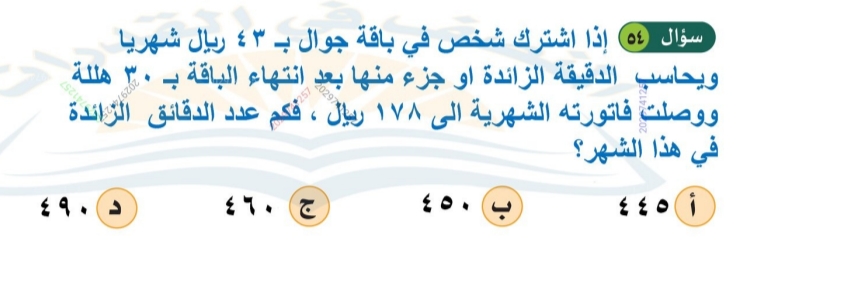 سؤال ٥٤ إذا اشترك شخص في باقة جوال بـ ٤٣ ريال شهريا
ويحاسب الدقيقة الزائدة او جزء منها بعد انتهاء الباقة بـ ٣٠ هللة
ووصلت فاتورته الشهرية الى ١٧٨ ريال ، فكم عدد الدقائق الزائدة
في هذا الشهر؟
أ ٤٤٥ ب ٤٥٠ ج ٤٦٠ د ٤٩٠